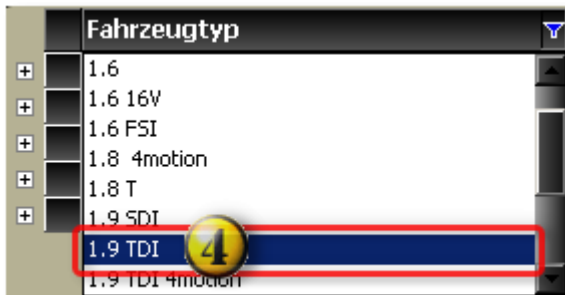 Fahrzeugtyp
1.6
1.6 16V
1.6 FSI
1.8 4motion
1.8 T
1.9 SDI
1.9 TDI 4
1.9 TDI 4motion